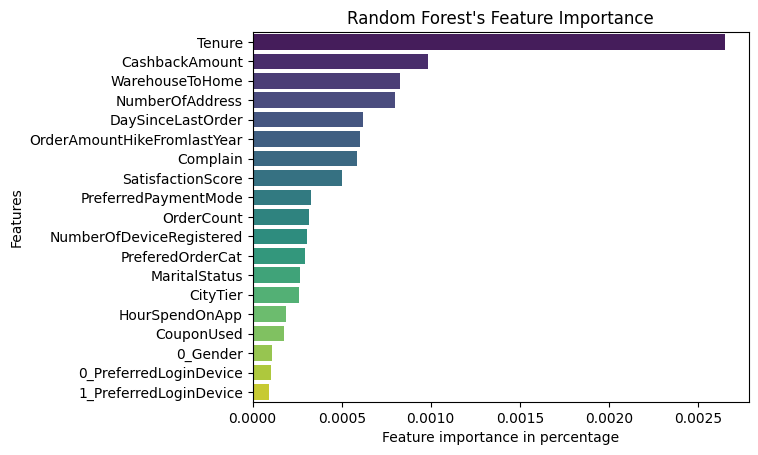 Random Forest's Feature Importance
Features
Tenure
CashbackAmount
WarehouseToHome
NumberOfAddress
DaySinceLastOrder
OrderAmountHikeFromlastYear
Complain
SatisfactionScore
PreferredPaymentMode
OrderCount
NumberOfDeviceRegistered
PreferedOrderCat
MaritalStatus
CityTier
HourSpendOnApp
CouponUsed
0_Gender
0_PreferredLoginDevice
1_PreferredLoginDevice
0.0000 0.0005 0.0010 0.0015 0.0020 0.0025
Feature importance in percentage